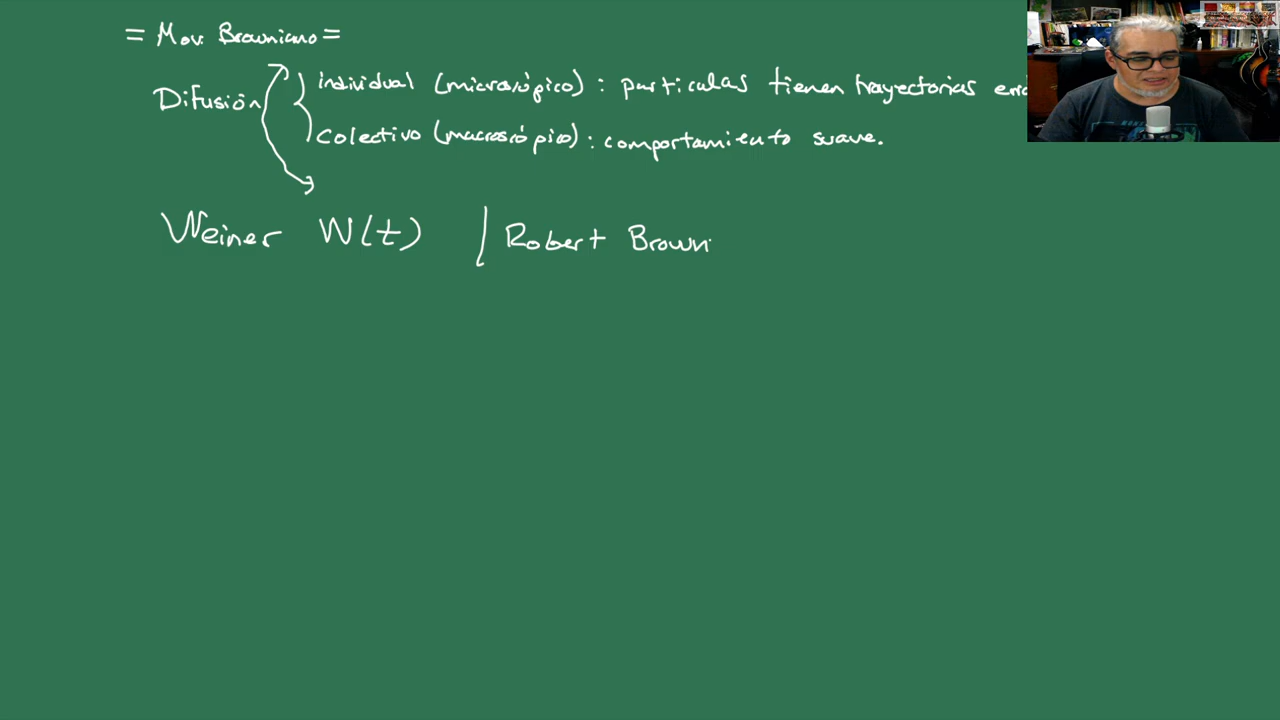 = Mov. Browniano =
Difusión
individual (microscópico) : partículas tienen trayectorias
colectivo (macroscópico) : comportamiento suave.
Weiner W(t) | Robert Brown